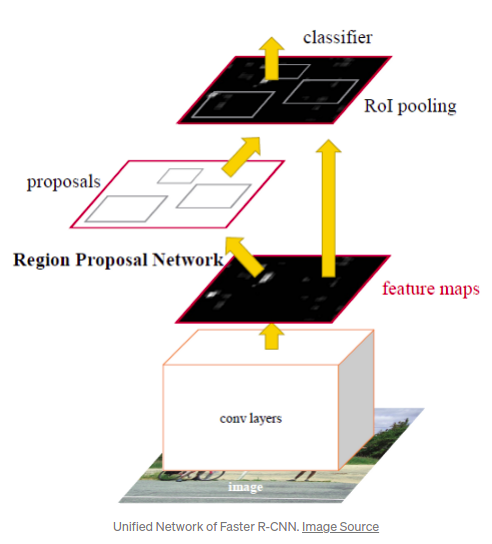 classifier
RoI pooling
proposals
Region Proposal Network
feature maps
conv layers
image
Unified Network of Faster R-CNN. Image Source